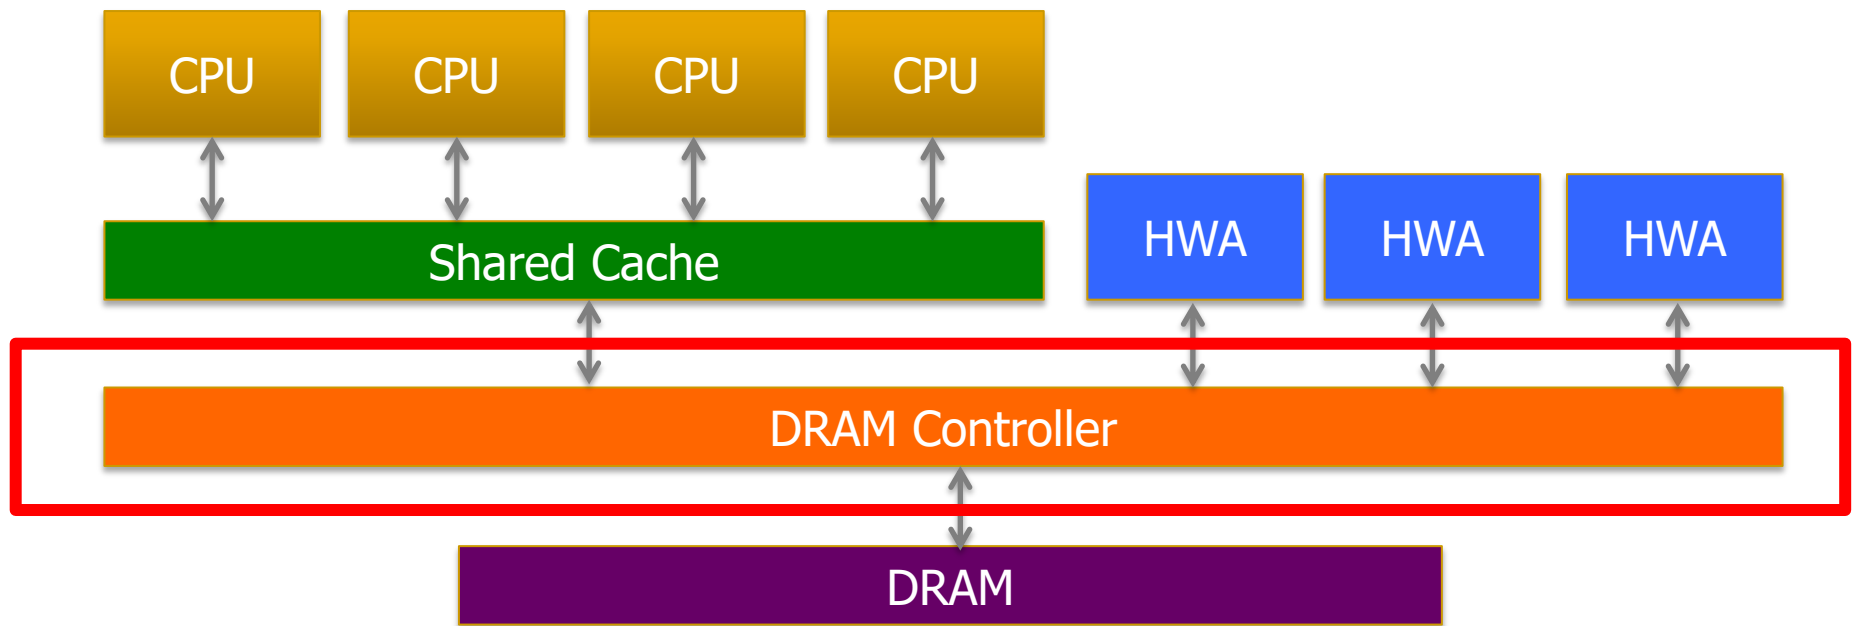 CPU
CPU
CPU
CPU
HWA
HWA
HWA
Shared Cache
DRAM Controller
DRAM